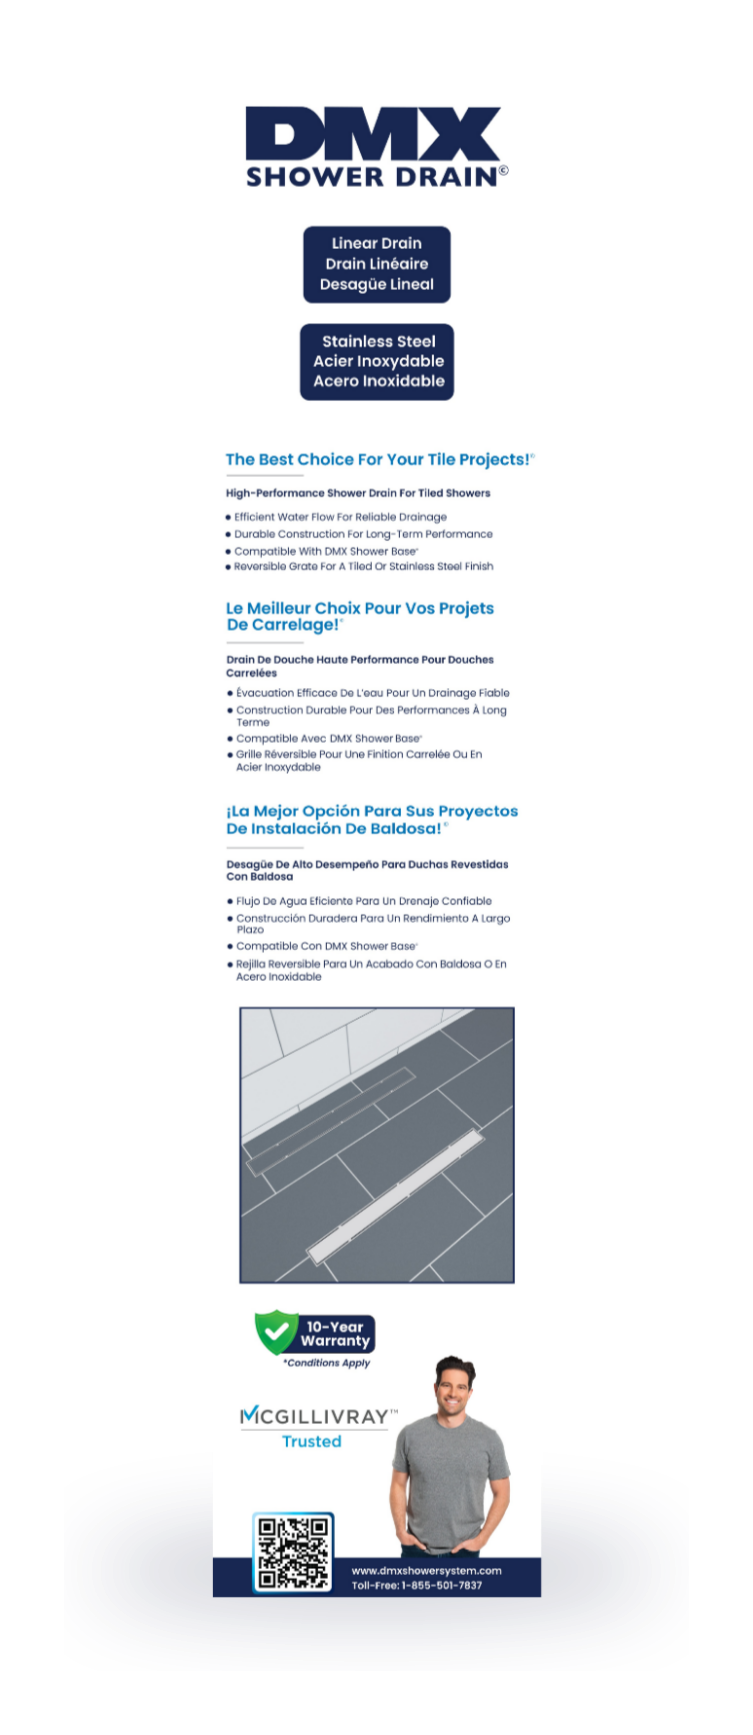 DMX
SHOWER DRAIN©
Linear Drain
Drain Linéaire
Desagüe Lineal
Stainless Steel
Acier Inoxydable
Acero Inoxidable
The Best Choice For Your Tile Projects!©
High-Performance Shower Drain For Tiled Showers
● Efficient Water Flow For Reliable Drainage
● Durable Construction For Long-Term Performance
● Compatible With DMX Shower Base
● Reversible Grate For A Tiled Or Stainless Steel Finish
Le Meilleur Choix Pour Vos Projets
De Carrelage!©
Drain De Douche Haute Performance Pour Douches
Carrelées
● Évacuation Efficace De L'eau Pour Un Drainage Fiable
● Construction Durable Pour Des Performances À Long
Terme
● Compatible Avec DMX Shower Base
● Grille Réversible Pour Une Finition Carrelée Ou En
Acier Inoxydable
¡La Mejor Opción Para Sus Proyectos
De Instalación De Baldosa!©
Desagüe De Alto Desempeño Para Duchas Revestidas
Con Baldosa
● Flujo De Agua Eficiente Para Un Drenaje Confiable
● Construcción Duradera Para Un Rendimiento A Largo
Plazo
● Compatible Con DMX Shower Base
● Rejilla Reversible Para Un Acabado Con Baldosa O En
Acero Inoxidable
10-Year
Warranty
*Conditions Apply
MCGILLIVRAY™
Trusted
www.dmxshowersystem.com
Toll-Free: 1-855-501-7837